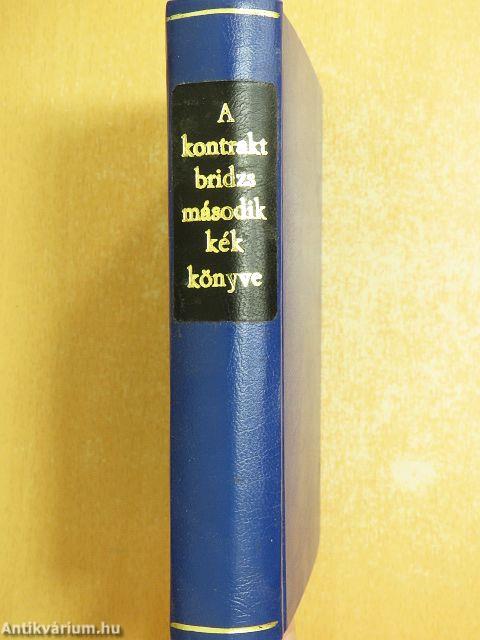 A
kontrakt
bridzs
második
kék
könyve
Antikvárium.hu